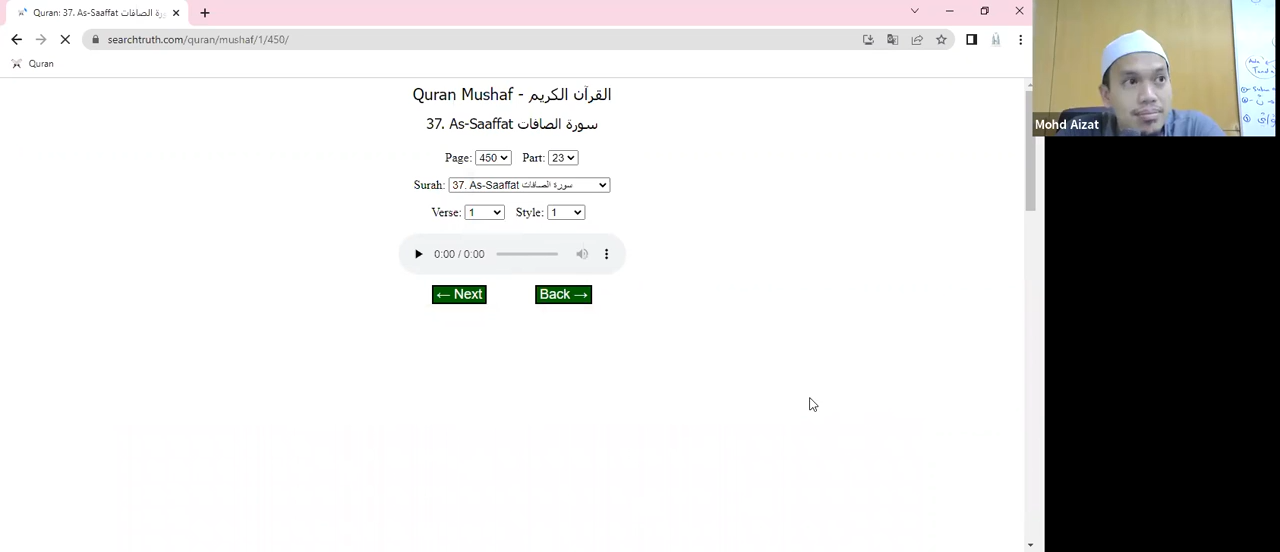 Quran: 37. As-Saaffat سورة الصافات
searchtruth.com/quran/mushaf/1/450/
Quran
Quran Mushaf - القرآن الكريم
37. As-Saaffat سورة الصافات
Page: 450 Part: 23
Surah: 37. As-Saaffat سورة الصافات
Verse: 1 Style: 1
0:00 / 0:00
← Next Back →
Mohd Aizat